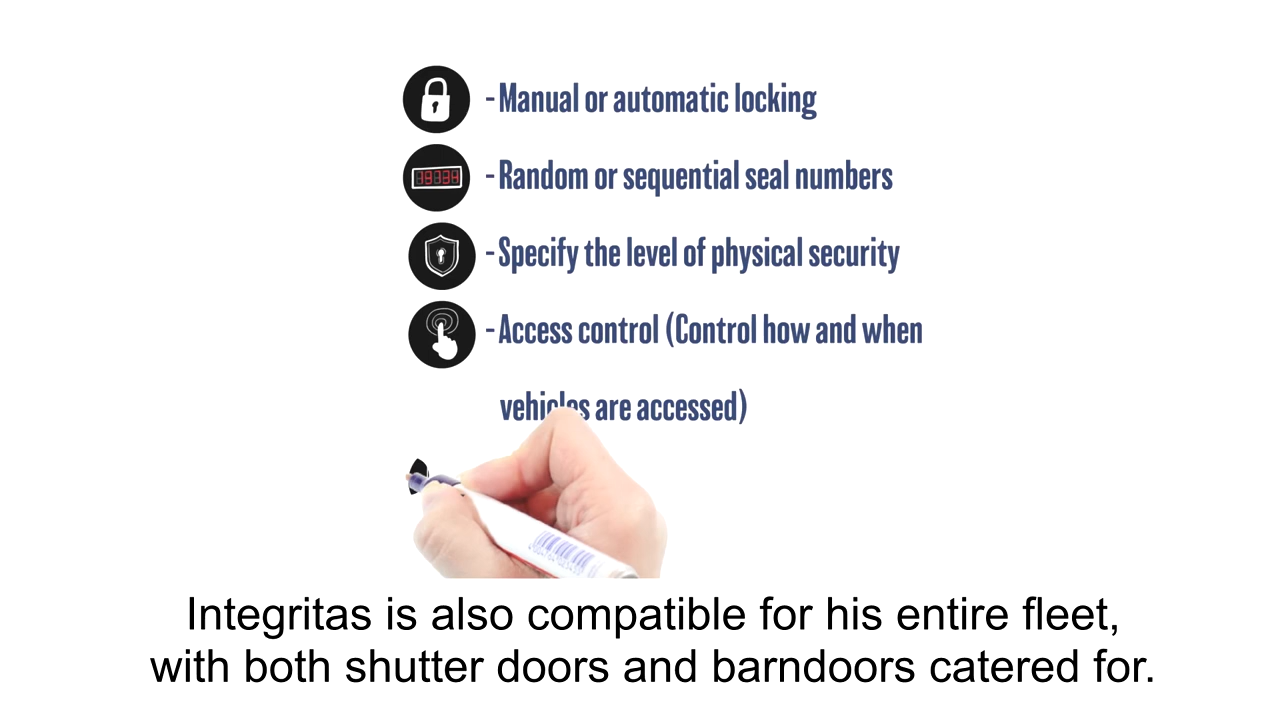 - Manual or automatic locking
- Random or sequential seal numbers
- Specify the level of physical security
- Access control (Control how and when
vehicles are accessed)
Integritas is also compatible for his entire fleet,
with both shutter doors and barndoors catered for.